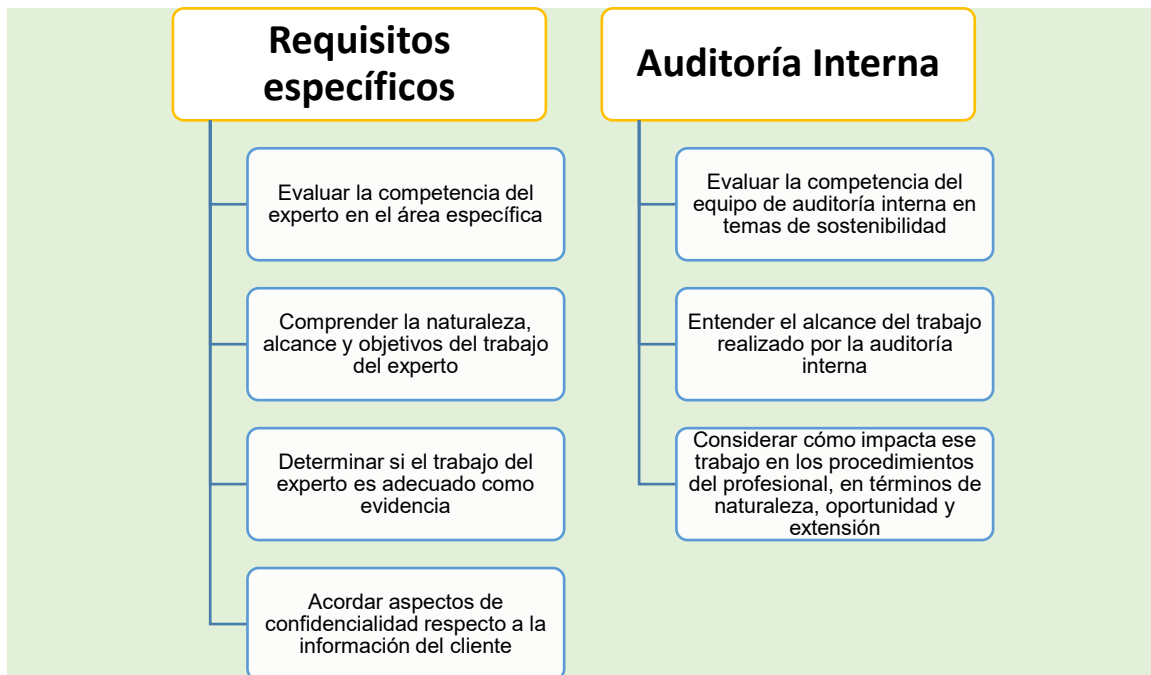 Requisitos
específicos
Evaluar la competencia del
experto en el área específica
Comprender la naturaleza,
alcance y objetivos del trabajo
del experto
Determinar si el trabajo del
experto es adecuado como
evidencia
Acordar aspectos de
confidencialidad respecto a la
información del cliente
Auditoría Interna
Evaluar la competencia del
equipo de auditoría interna en
temas de sostenibilidad
Entender el alcance del trabajo
realizado por la auditoría
interna
Considerar cómo impacta ese
trabajo en los procedimientos
del profesional, en términos de
naturaleza, oportunidad y
extensión